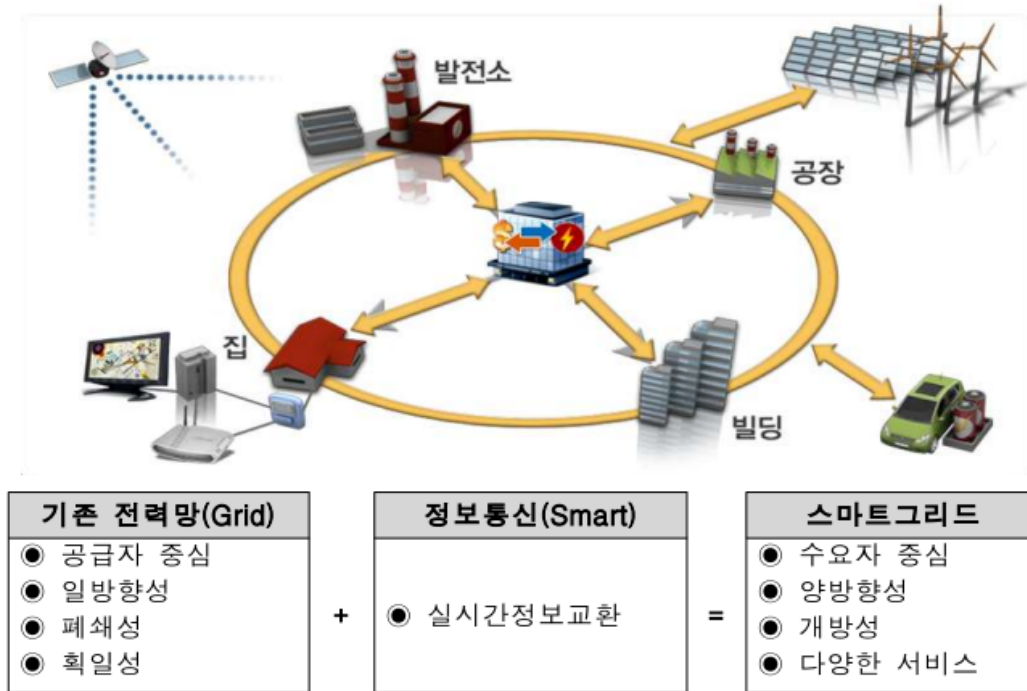 발전소
공장
집
빌딩
기존 전력망(Grid)
◉ 공급자 중심
◉ 일방향성
◉ 폐쇄성
◉ 획일성
+
정보통신(Smart)
◉ 실시간정보교환
=
스마트그리드
◉ 수요자 중심
◉ 양방향성
◉ 개방성
◉ 다양한 서비스